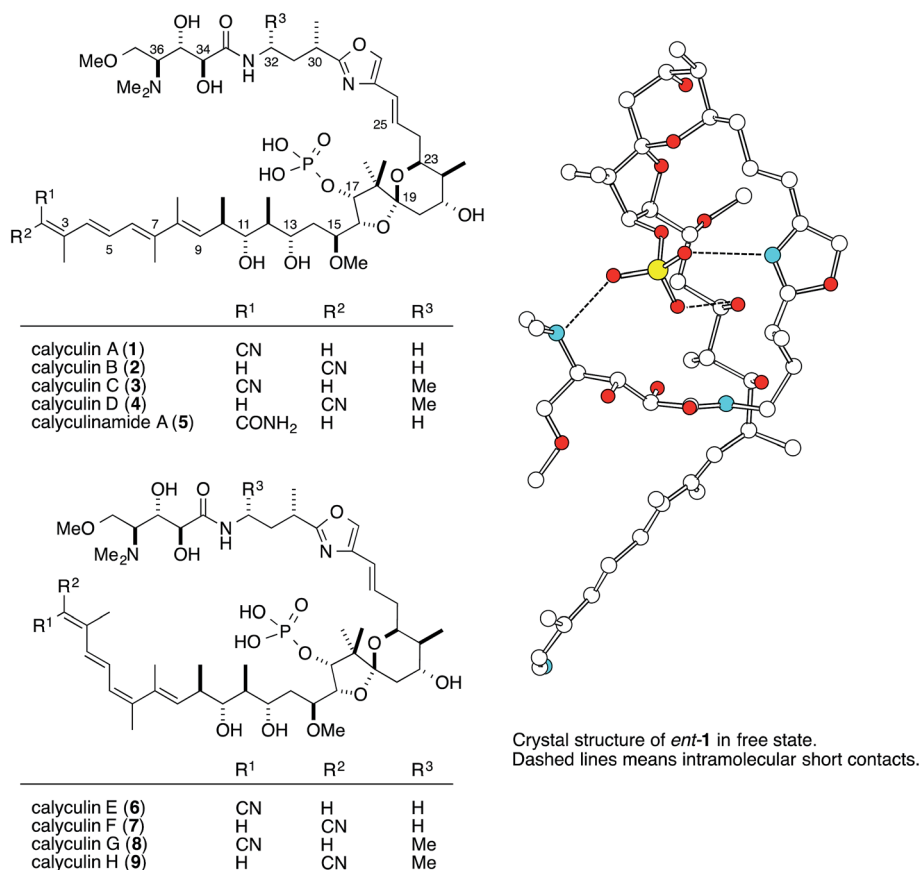 OH
O
R3
36
34
N
H
32
30
O
N
MeO
Me2N
OH
25
HO
HO
P
O
O
17
O
23
19
O
OH
R1
R2
3
5
7
9
11
13
15
OH
OH
OMe
R1 R2 R3
calyculin A (1) CN H H
calyculin B (2) H CN H
calyculin C (3) CN H Me
calyculin D (4) H CN Me
calyculinamide A (5) CONH2 H H
OH
O
R3
MeO
N
H
O
N
Me2N
OH
R2
R1
HO
HO
P
O
O
O
O
OH
OH
OH
OMe
R1 R2 R3
calyculin E (6) CN H H
calyculin F (7) H CN H
calyculin G (8) CN H Me
calyculin H (9) H CN Me
Crystal structure of ent-1 in free state.
Dashed lines means intramolecular short contacts.